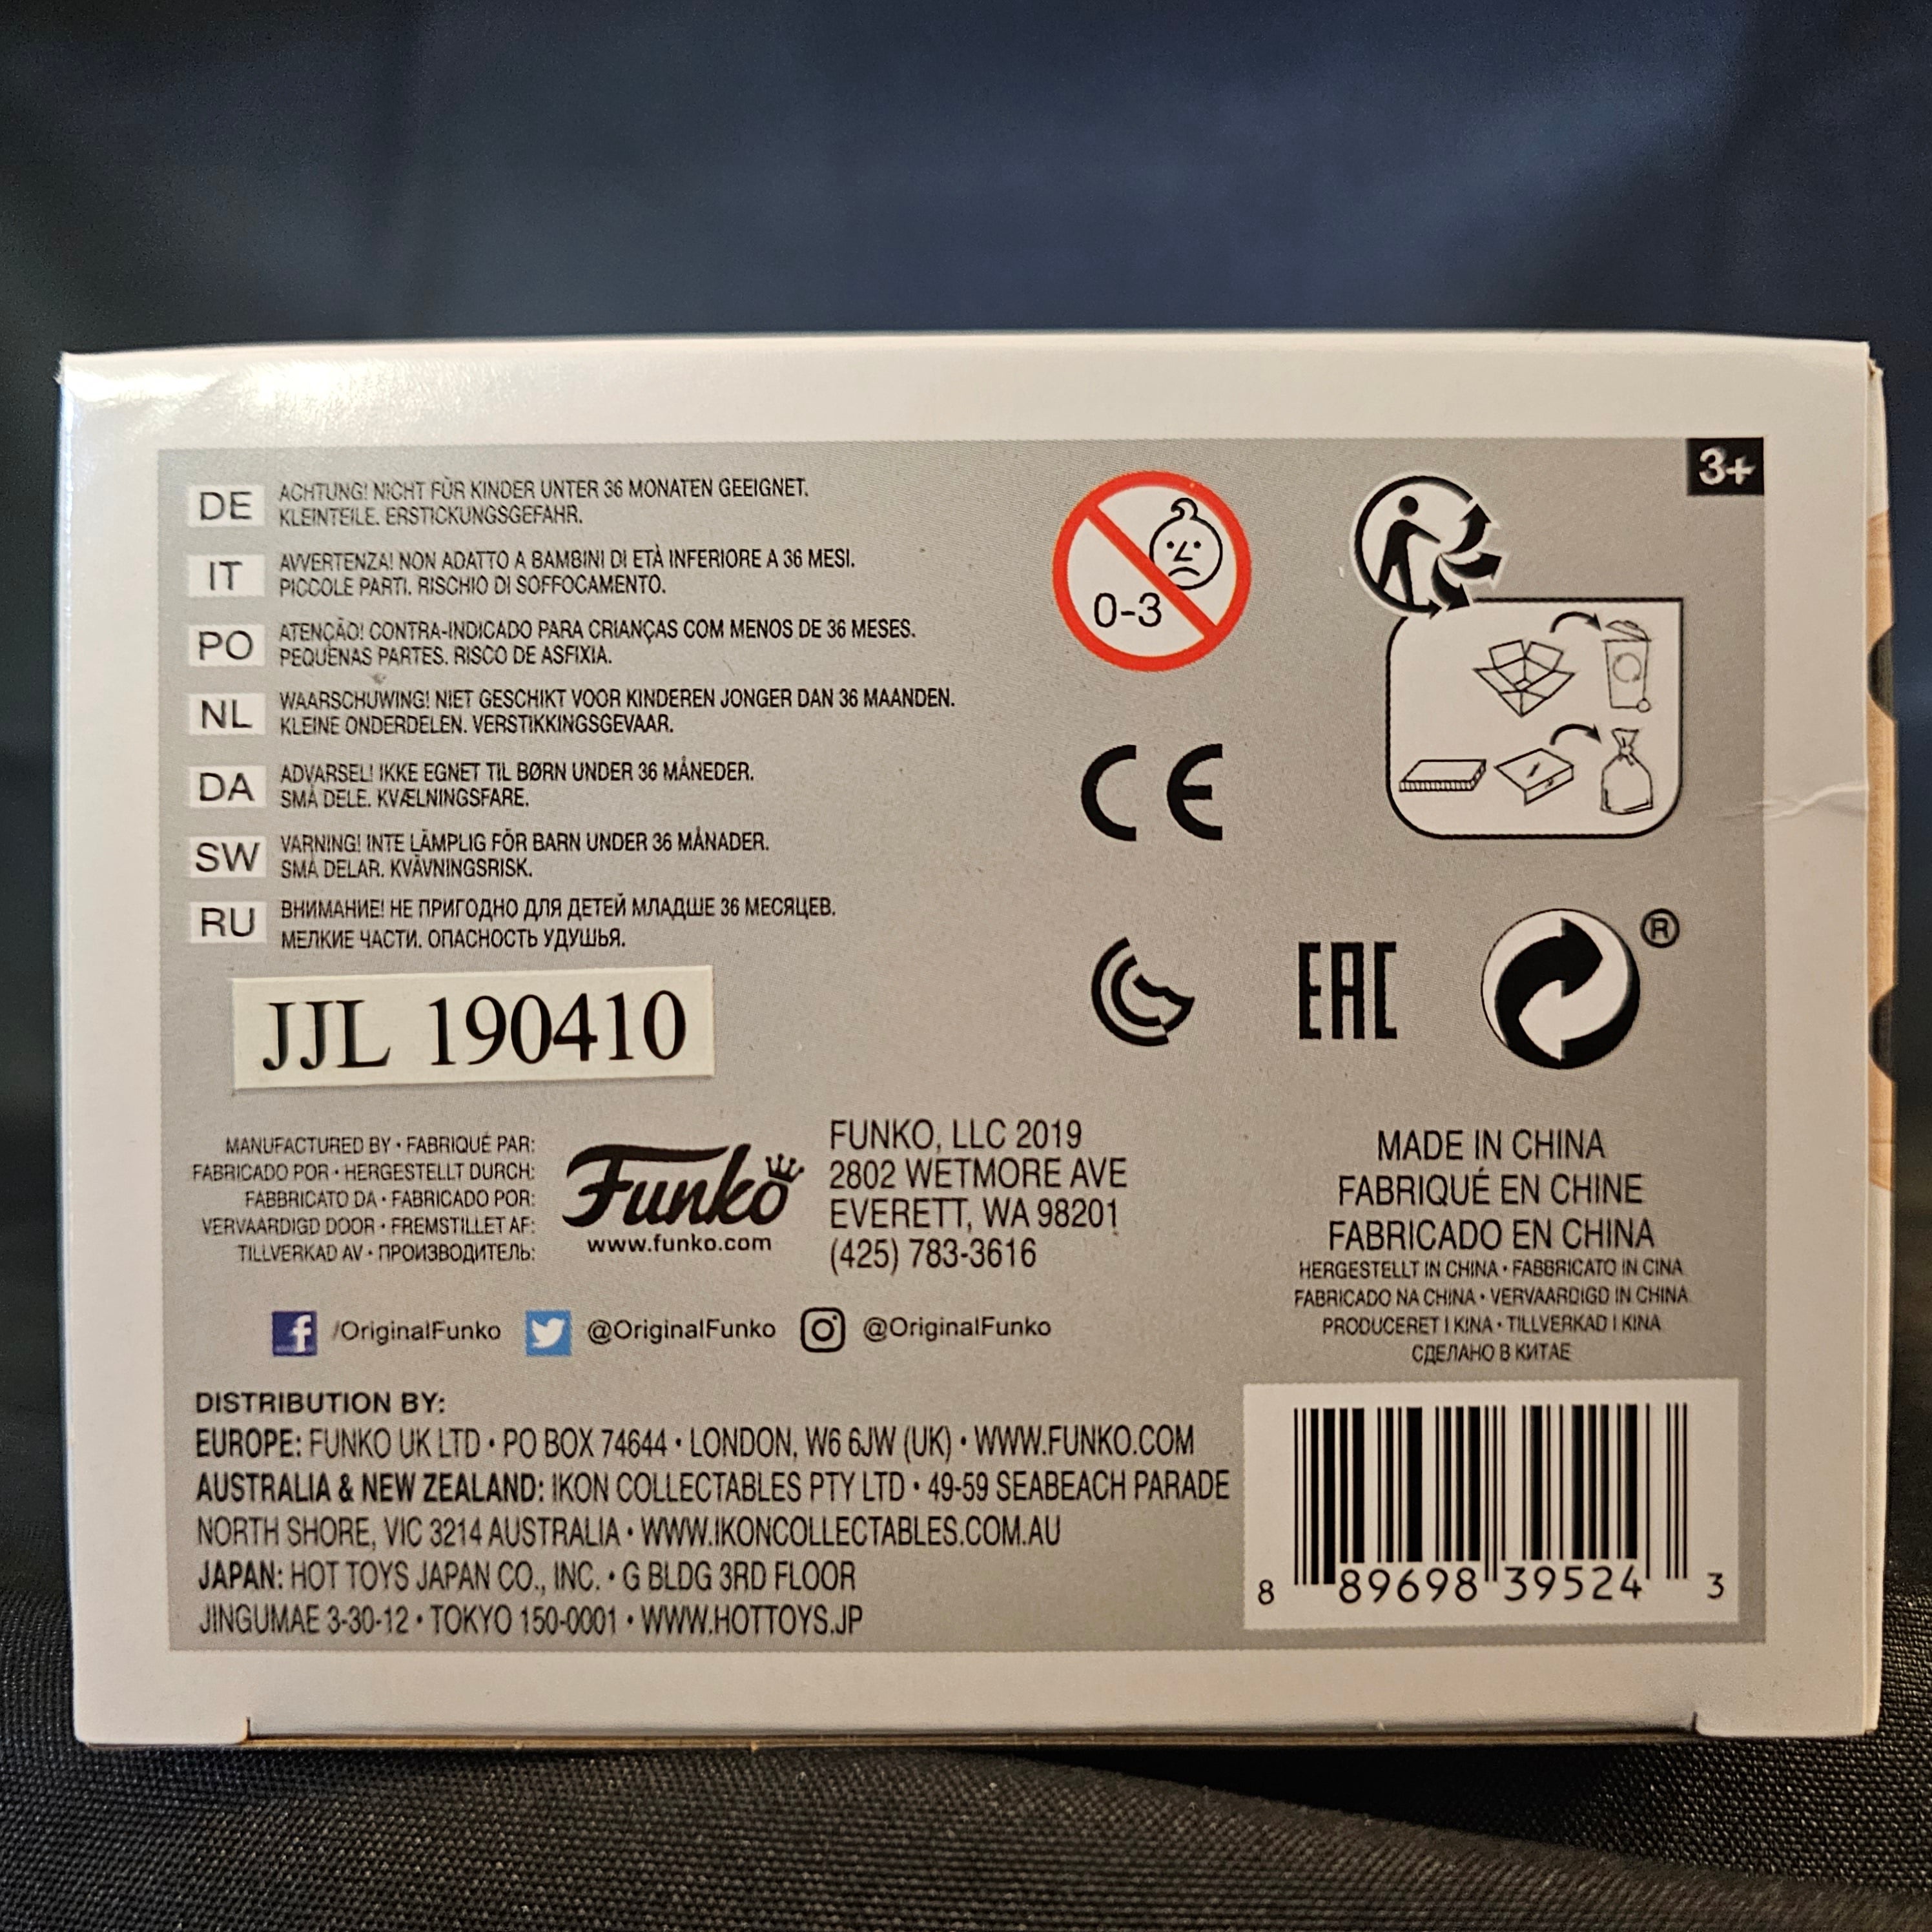 3+
DE
ACHTUNG! NICHT FÜR KINDER UNTER 36 MONATEN GEEIGNET.
KLEINTEILE. ERSTICKUNGSGEFAHR.
IT
AVVERTENZA! NON ADATTO A BAMBINI DI ETÀ INFERIORE A 36 MESI.
PICCOLE PARTI. RISCHIO DI SOFFOCAMENTO.
PO
ATENÇÃO! CONTRA-INDICADO PARA CRIANÇAS COM MENOS DE 36 MESES.
PEQUENAS PARTES. RISCO DE ASFIXIA.
NL
WAARSCHUWING! NIET GESCHIKT VOOR KINDEREN JONGER DAN 36 MAANDEN.
KLEINE ONDERDELEN. VERSTIKKINGSGEVAAR.
DA
ADVARSEL! IKKE EGNET TIL BØRN UNDER 36 MÅNEDER.
SMÅ DELE. KVÆLNINGSFARE.
SW
VARNING! INTE LÄMPLIG FÖR BARN UNDER 36 MÅNADER.
SMÅ DELAR. KVÄVNINGSRISK.
RU
ВНИМАНИЕ! НЕ ПРИГОДНО ДЛЯ ДЕТЕЙ МЛАДШЕ 36 МЕСЯЦЕВ.
МЕЛКИЕ ЧАСТИ. ОПАСНОСТЬ УДУШЬЯ.
0-3
CE
EAC
®
JJL 190410
MANUFACTURED BY • FABRIQUÉ PAR:
FABRICADO POR • HERGESTELLT DURCH:
FABBRICATO DA • FABRICADO POR:
VERVAARDIGD DOOR • FREMSTILLET AF:
TILLVERKAD AV • ПРОИЗВОДИТЕЛЬ:
Funko
www.funko.com
FUNKO, LLC 2019
2802 WETMORE AVE
EVERETT, WA 98201
(425) 783-3616
MADE IN CHINA
FABRIQUÉ EN CHINE
FABRICADO EN CHINA
HERGESTELLT IN CHINA • FABBRICATO IN CINA
FABRICADO NA CHINA • VERVAARDIGD IN CHINA
PRODUCERET I KINA • TILLVERKAD I KINA
СДЕЛАНО В КИТАЕ
f /OriginalFunko @OriginalFunko @OriginalFunko
DISTRIBUTION BY:
EUROPE: FUNKO UK LTD • PO BOX 74644 • LONDON, W6 6JW (UK) • WWW.FUNKO.COM
AUSTRALIA & NEW ZEALAND: IKON COLLECTABLES PTY LTD • 49-59 SEABEACH PARADE
NORTH SHORE, VIC 3214 AUSTRALIA • WWW.IKONCOLLECTABLES.COM.AU
JAPAN: HOT TOYS JAPAN CO., INC. • G BLDG 3RD FLOOR
JINGUMAE 3-30-12 • TOKYO 150-0001 • WWW.HOTTOYS.JP
8 89698 39524 3